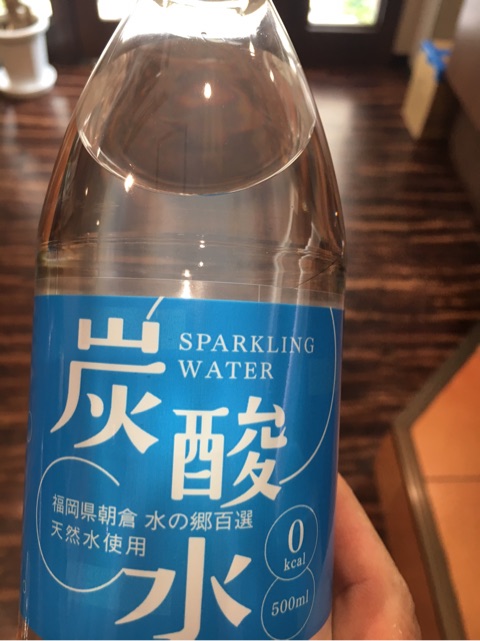 炭酸水
SPARKLING
WATER
福岡県朝倉 水の郷百選
天然水使用
0
kcal
500ml